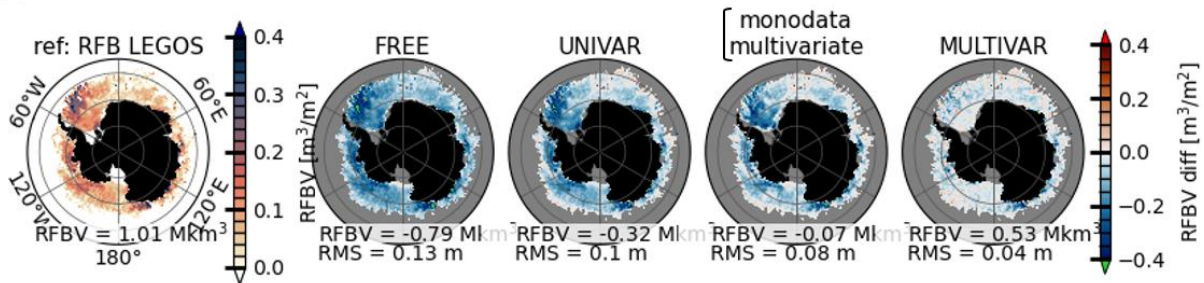 ref: RFB LEGOS
60°W
60°E
120°W
120°E
180°
RFBV = 1.01 Mkm³
0.4
0.3
0.2
0.1
0.0
RFBV [m³/m²]
FREE
RFBV = -0.79 Mkm³
RMS = 0.13 m
UNIVAR
RFBV = -0.32 Mkm³
RMS = 0.1 m
monodata
multivariate
RFBV = -0.07 Mkm³
RMS = 0.08 m
MULTIVAR
RFBV = 0.53 Mkm³
RMS = 0.04 m
0.4
0.2
0.0
−0.2
−0.4
RFBV diff [m³/m²]